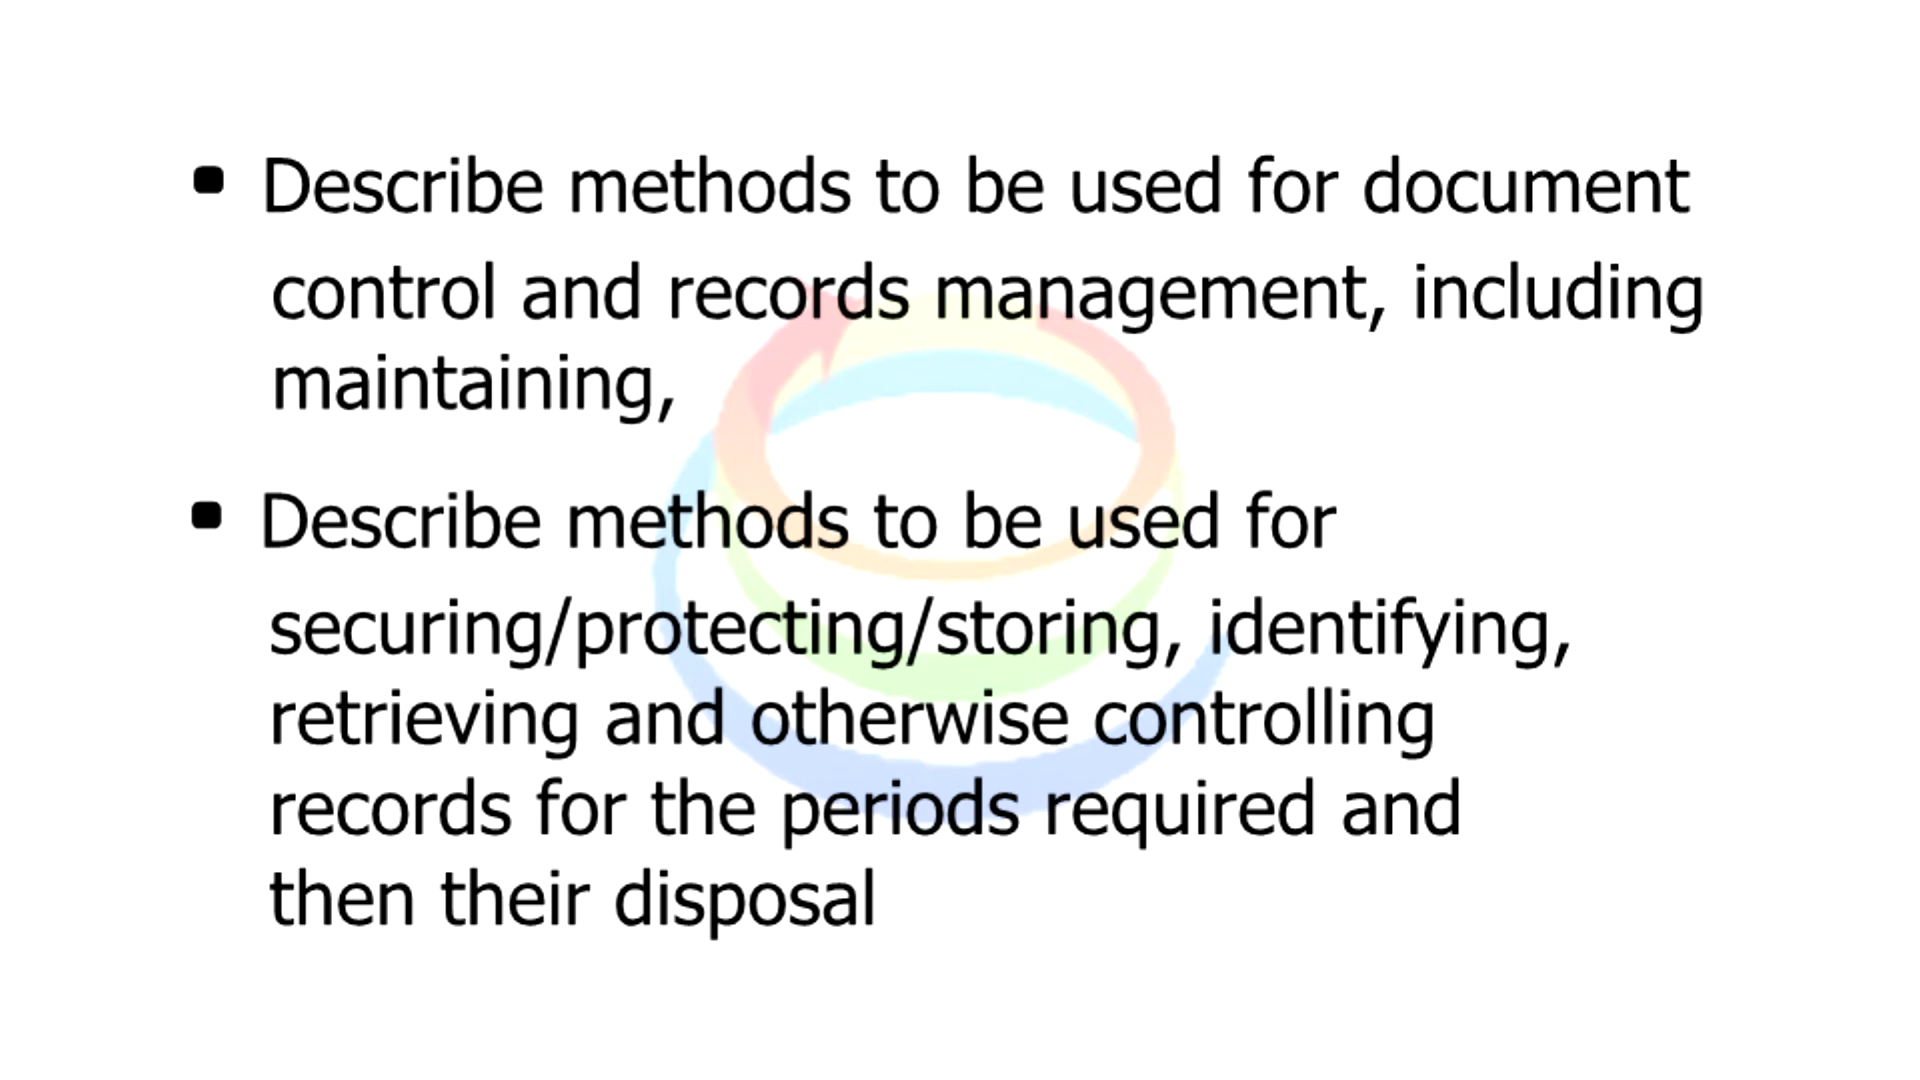 ▪ Describe methods to be used for document
control and records management, including
maintaining,
▪ Describe methods to be used for
securing/protecting/storing, identifying,
retrieving and otherwise controlling
records for the periods required and
then their disposal